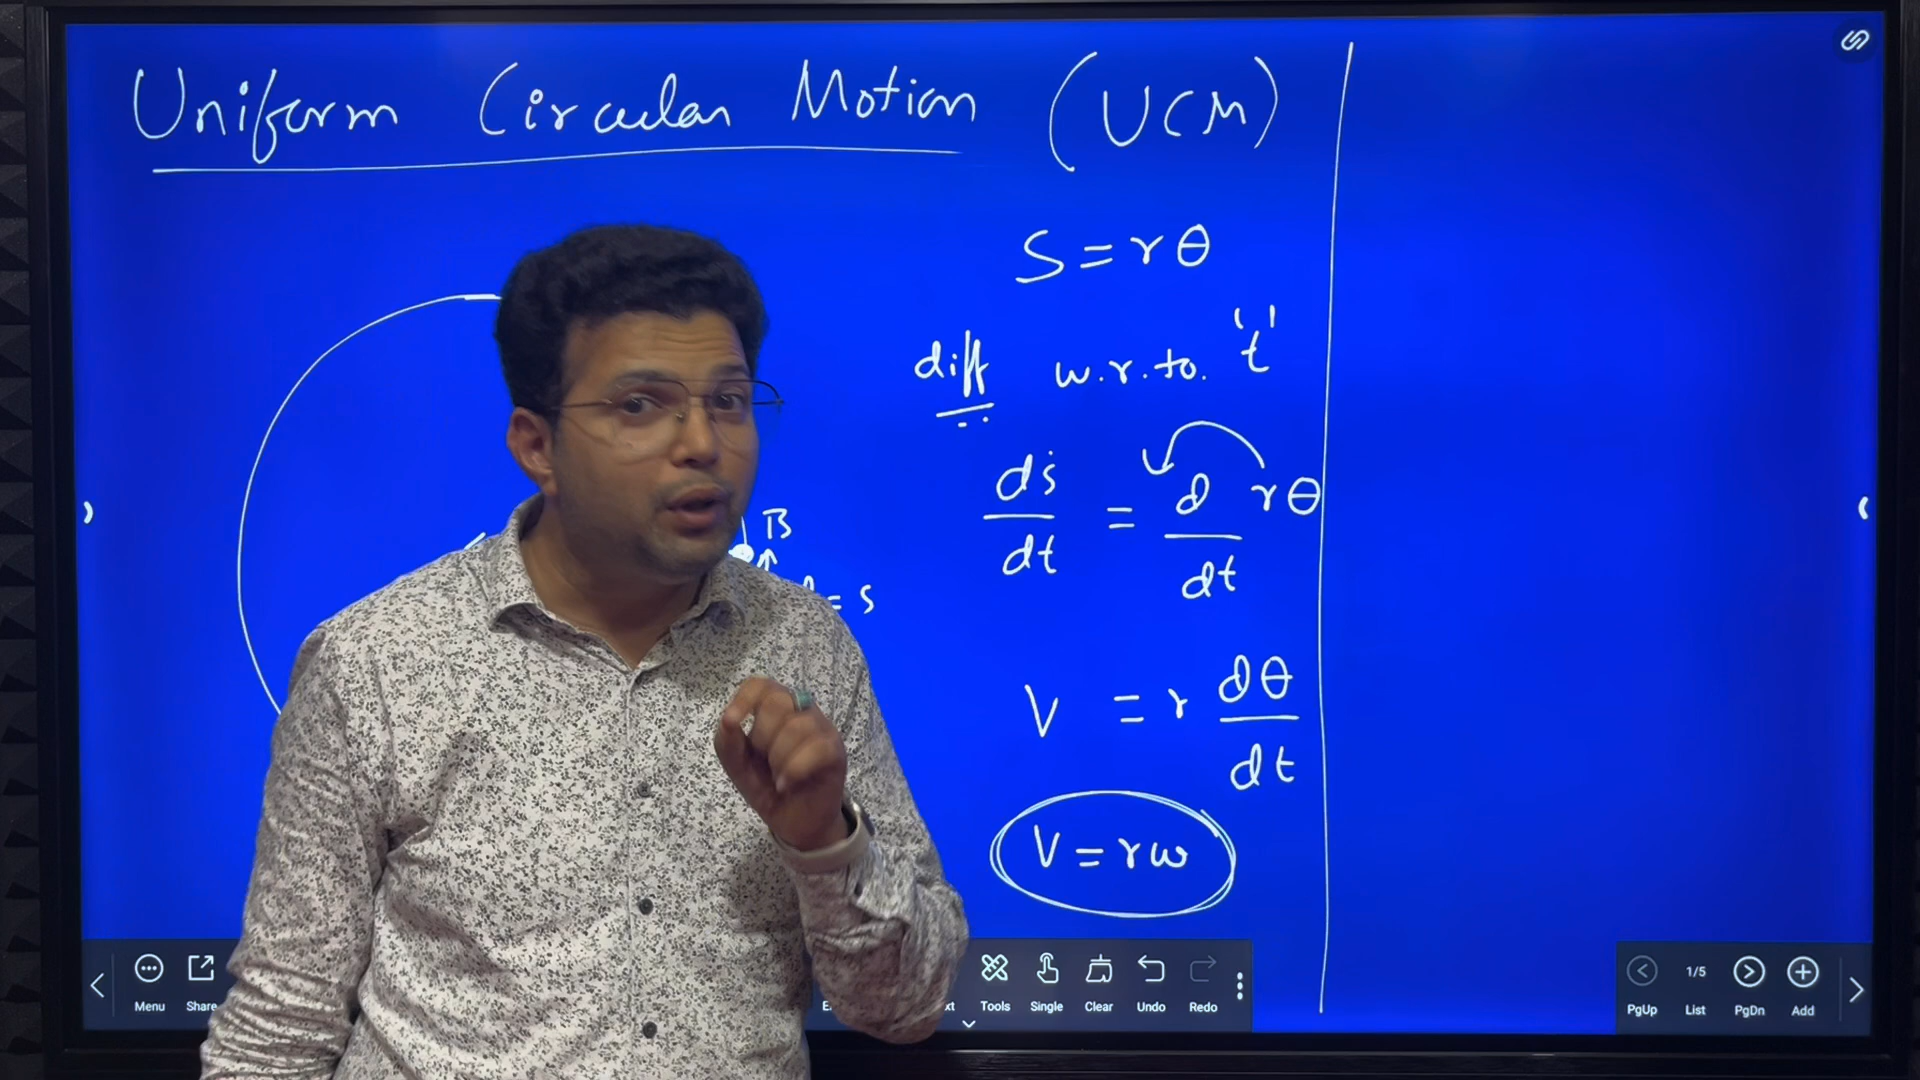 Uniform Circular Motion (UCM)
S = rθ
diff w.r.to. 't'
ds/dt = d/dt rθ
B
= s
V = r dθ/dt
V = rω
Menu Share Tools Single Clear Undo Redo
1/5
PgUp List PgDn Add